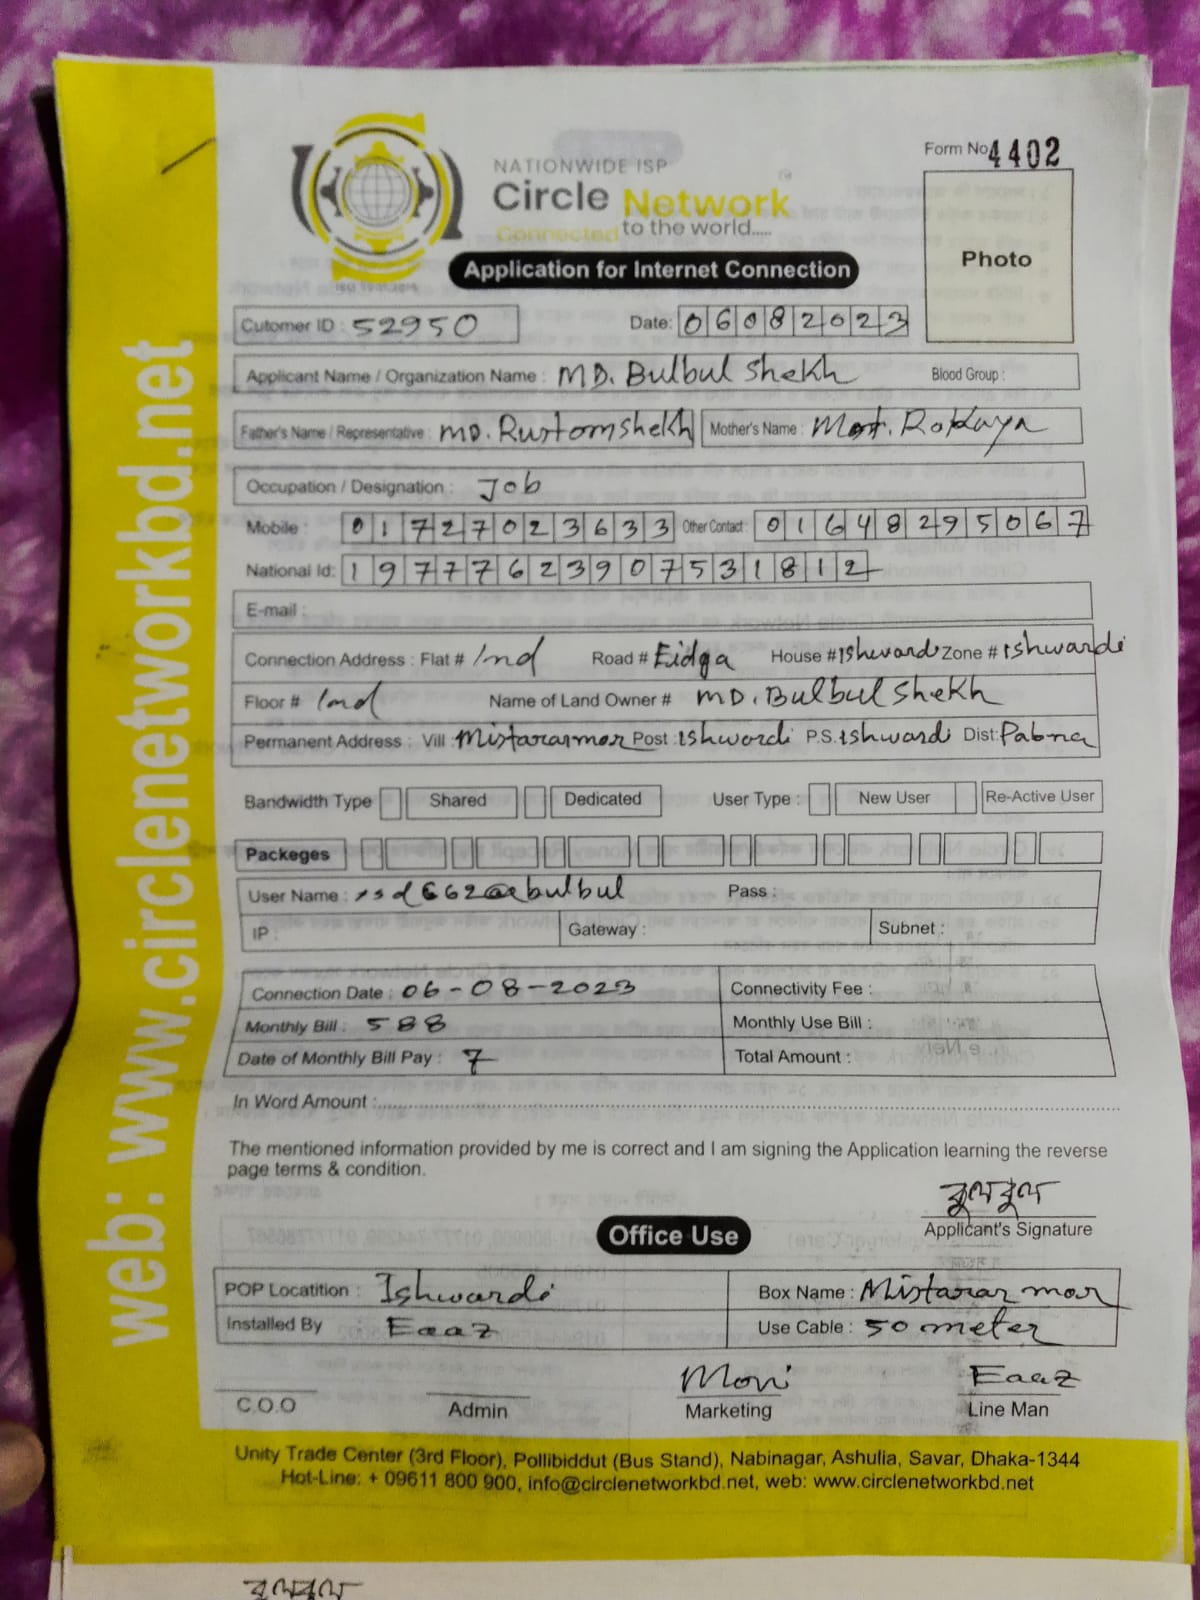 web: www.circlenetworkbd.net
NATIONWIDE ISP
Circle Network
Connected to the world.....
Application for Internet Connection
Form No 4402
Photo
Cutomer ID : 52950 Date: 06082023
Applicant Name / Organization Name : MD. Bulbul Shekh Blood Group :
Father's Name / Representative : MD. Rustomshekh Mother's Name : Most. Rokaya
Occupation / Designation : Job
Mobile : 01727023633 Other Contact : 01648295067
National Id: 19777762390753 1812
E-mail :
Connection Address : Flat # 1nd Road # Eidga House # Ishwardi Zone # Ishwardi
Floor # 1nd Name of Land Owner # MD. Bulbul Shekh
Permanent Address : Vill : Mistararmor Post : Ishwordi P.S. Ishwardi Dist: Pabna
Bandwidth Type Shared Dedicated User Type : New User Re-Active User
Packeges
User Name : Pass :
IP : Gateway : Subnet :
Connection Date : 06-08-2023 Connectivity Fee :
Monthly Bill : 588 Monthly Use Bill :
Date of Monthly Bill Pay : 7 Total Amount :
In Word Amount :
The mentioned information provided by me is correct and I am signing the Application learning the reverse
page terms & condition.
বুলবুল
Applicant's Signature
Office Use
POP Locatition : Ishwardi Box Name : Mistarar mor
Installed By Eaaz Use Cable : 50 meter
Moni Eaaz
C.O.O Admin Marketing Line Man
Unity Trade Center (3rd Floor), Pollibiddut (Bus Stand), Nabinagar, Ashulia, Savar, Dhaka-1344
Hot-Line: + 09611 800 900, info@circlenetworkbd.net, web: www.circlenetworkbd.net
বুলবুল